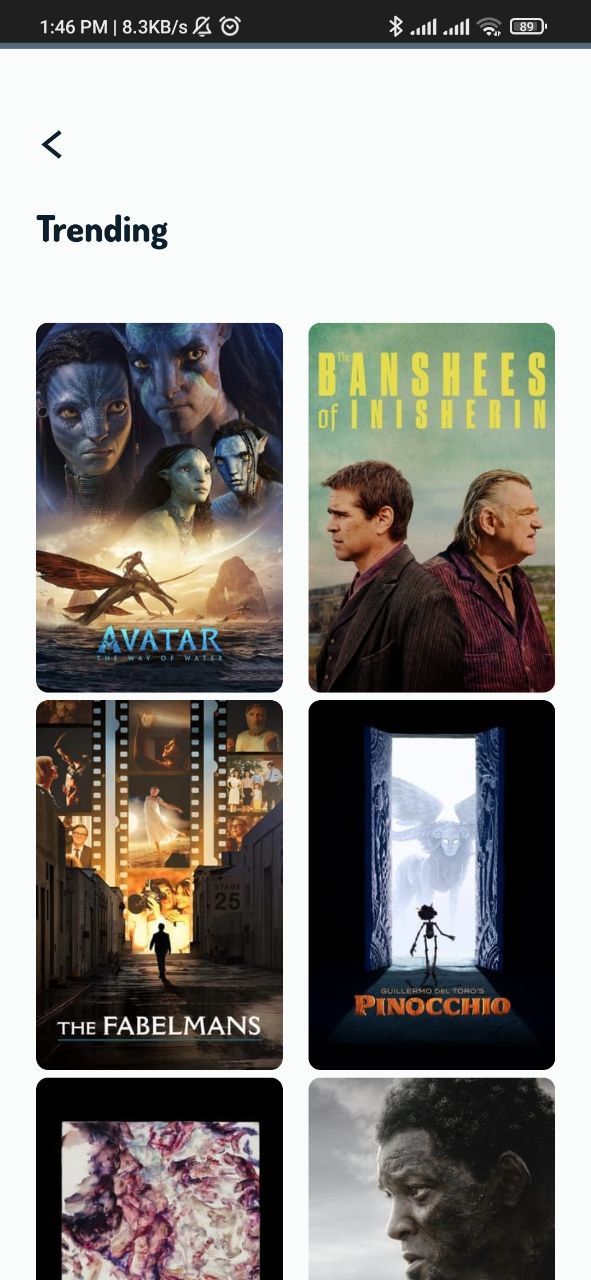 1:46 PM | 8.3KB/s
89
Trending
The
BANSHEES
of INISHERIN
AVATAR
THE WAY OF WATER
STAGE
25
THE FABELMANS
GUILLERMO DEL TORO'S
PINOCCHIO